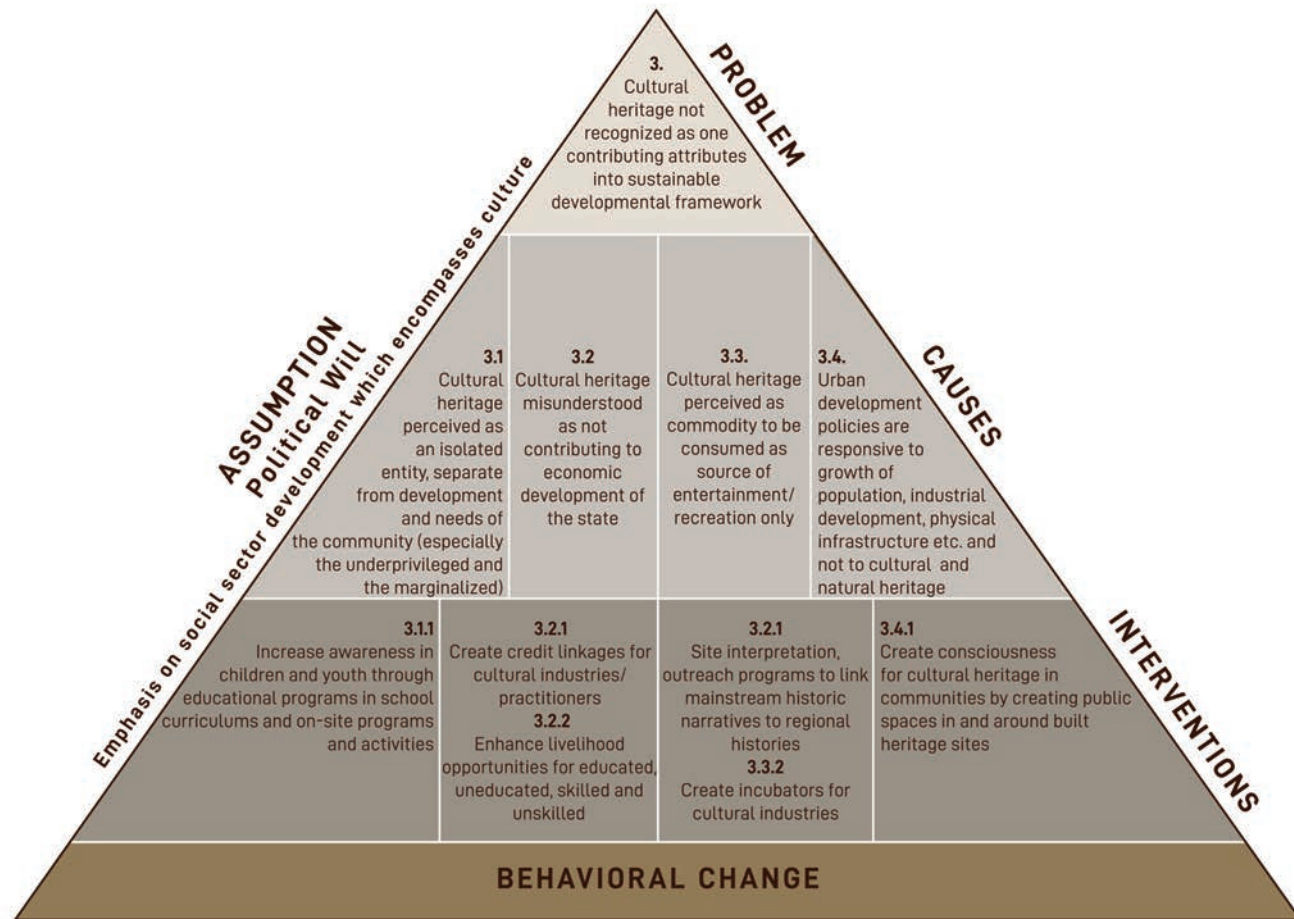 PROBLEM
3.
Cultural
heritage not
recognized as one
contributing attributes
into sustainable
developmental framework
ASSUMPTION
Political Will
Emphasis on social sector development which encompasses culture
CAUSES
3.1
Cultural
heritage
perceived as
an isolated
entity, separate
from development
and needs of
the community (especially
the underprivileged and
the marginalized)
3.2
Cultural heritage
misunderstood
as not
contributing to
economic
development of
the state
3.3.
Cultural heritage
perceived as
commodity to be
consumed as
source of
entertainment/
recreation only
3.4.
Urban
development
policies are
responsive to
growth of
population, industrial
development, physical
infrastructure etc. and
not to cultural and
natural heritage
INTERVENTIONS
3.1.1
Increase awareness in
children and youth through
educational programs in school
curriculums and on-site programs
and activities
3.2.1
Create credit linkages for
cultural industries/
practitioners
3.2.2
Enhance livelihood
opportunities for educated,
uneducated, skilled and
unskilled
3.2.1
Site interpretation,
outreach programs to link
mainstream historic
narratives to regional
histories
3.3.2
Create incubators for
cultural industries
3.4.1
Create consciousness
for cultural heritage in
communities by creating public
spaces in and around built
heritage sites
BEHAVIORAL CHANGE